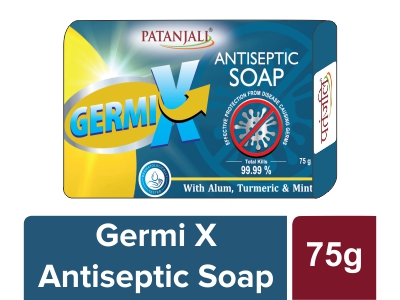 PATANJALI®
GERMI X
ANTISEPTIC
SOAP
EFFECTIVE PROTECTION FROM DISEASE CAUSING GERMS
Total Kills
99.99 %
75 g
With Alum, Turmeric & Mint
पतंजलि
Germi X
Antiseptic Soap
75g